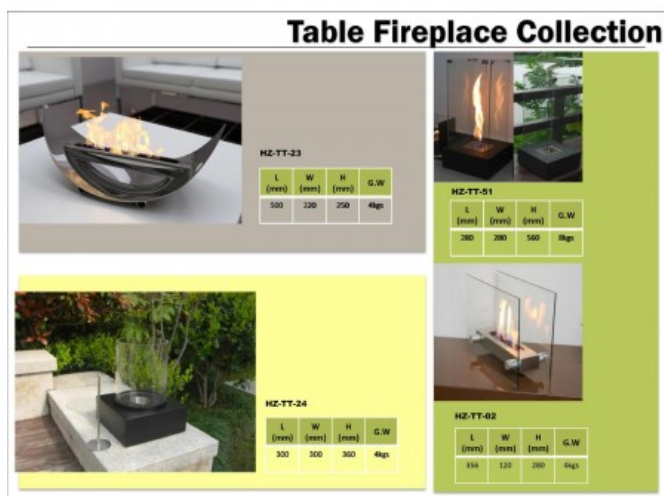 Table Fireplace Collection
HZ-TT-23
L (mm) W (mm) H (mm) G.W
500 220 250 4kgs
HZ-TT-24
L (mm) W (mm) H (mm) G.W
300 300 360 4kgs
HZ-TT-51
L (mm) W (mm) H (mm) G.W
280 280 560 8kgs
HZ-TT-02
L (mm) W (mm) H (mm) G.W
356 120 280 4kgs